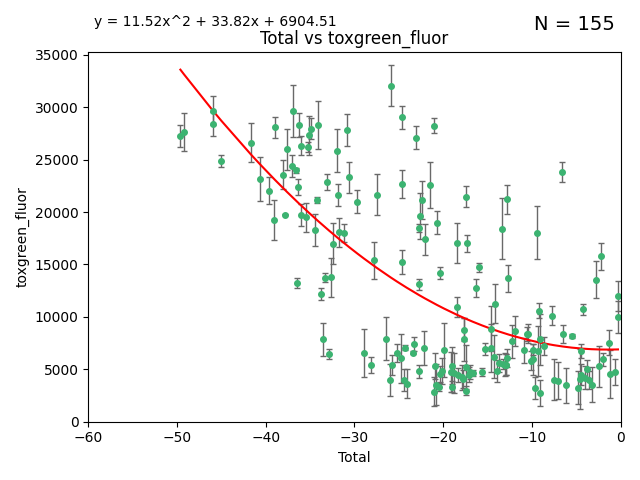 y = 11.52x^2 + 33.82x + 6904.51
N = 155
Total vs toxgreen_fluor
35000
30000
25000
20000
15000
10000
5000
0
toxgreen_fluor
−60 −50 −40 −30 −20 −10 0
Total